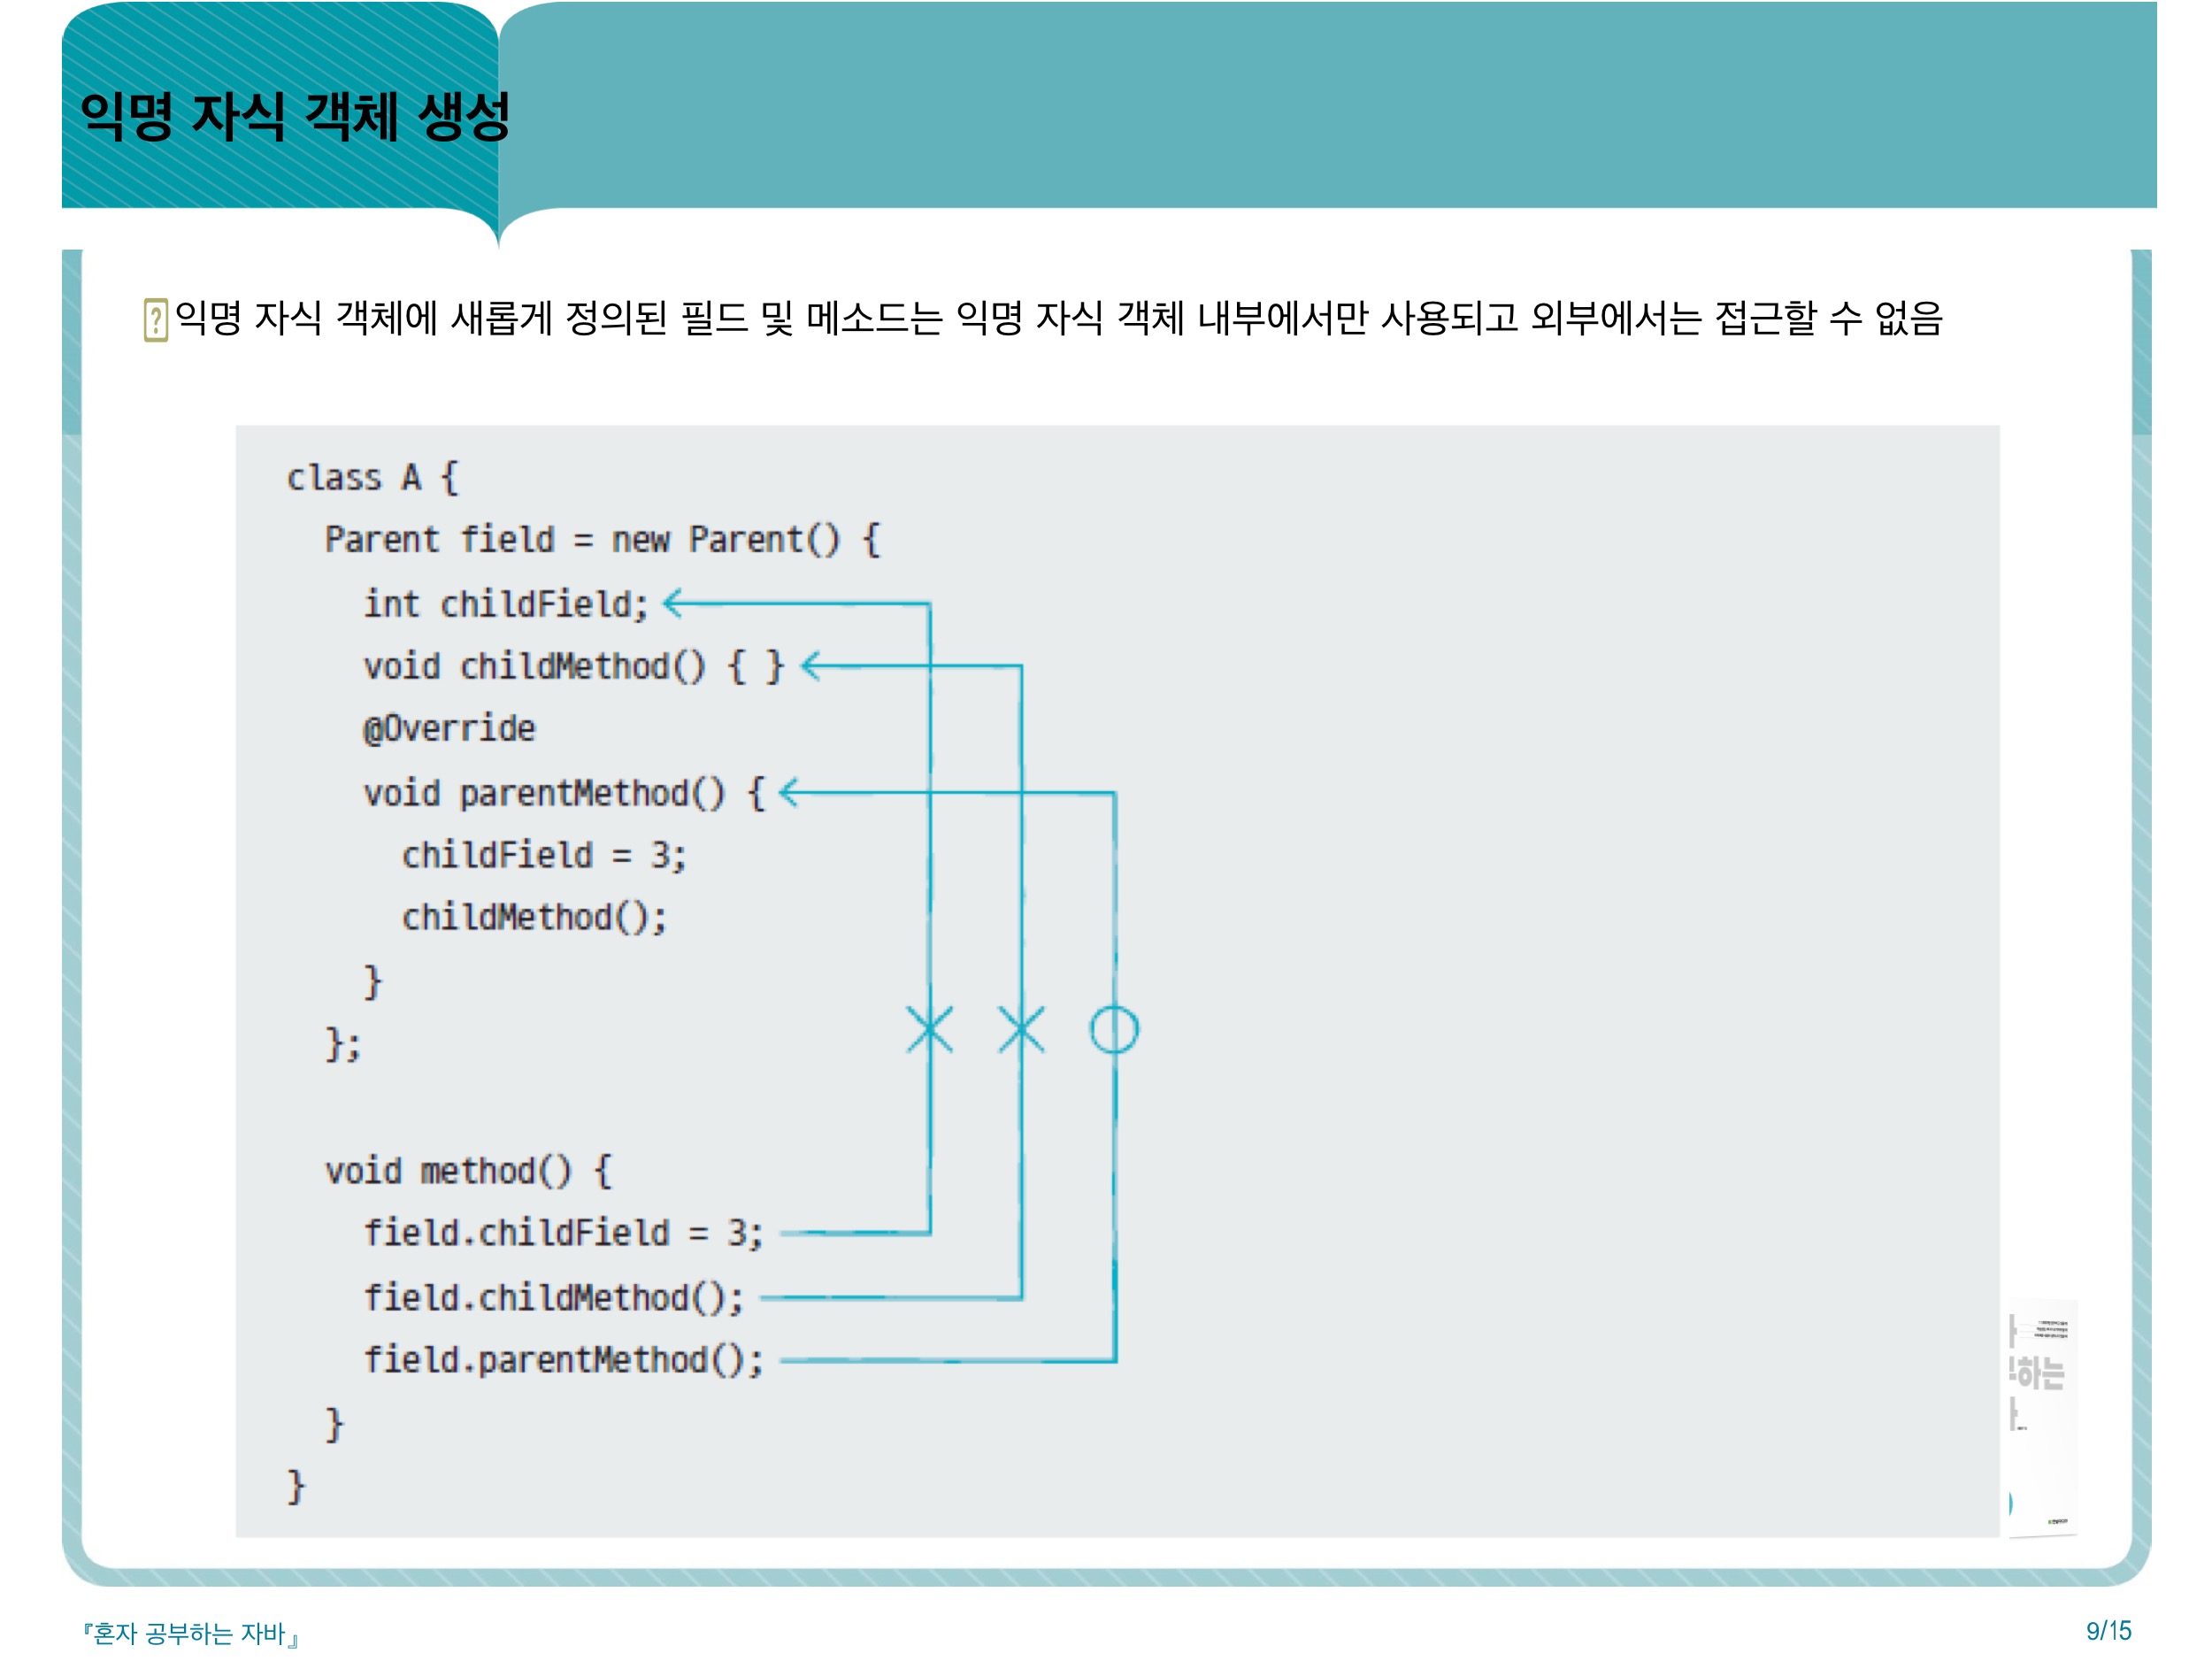 익명 자식 객체 생성
익명 자식 객체에 새롭게 정의된 필드 및 메소드는 익명 자식 객체 내부에서만 사용되고 외부에서는 접근할 수 없음
class A {
Parent field = new Parent() {
int childField;
void childMethod() { }
@Override
void parentMethod() {
childField = 3;
childMethod();
}
};
void method() {
field.childField = 3;
field.childMethod();
field.parentMethod();
}
}
하는
『혼자 공부하는 자바』
9/15